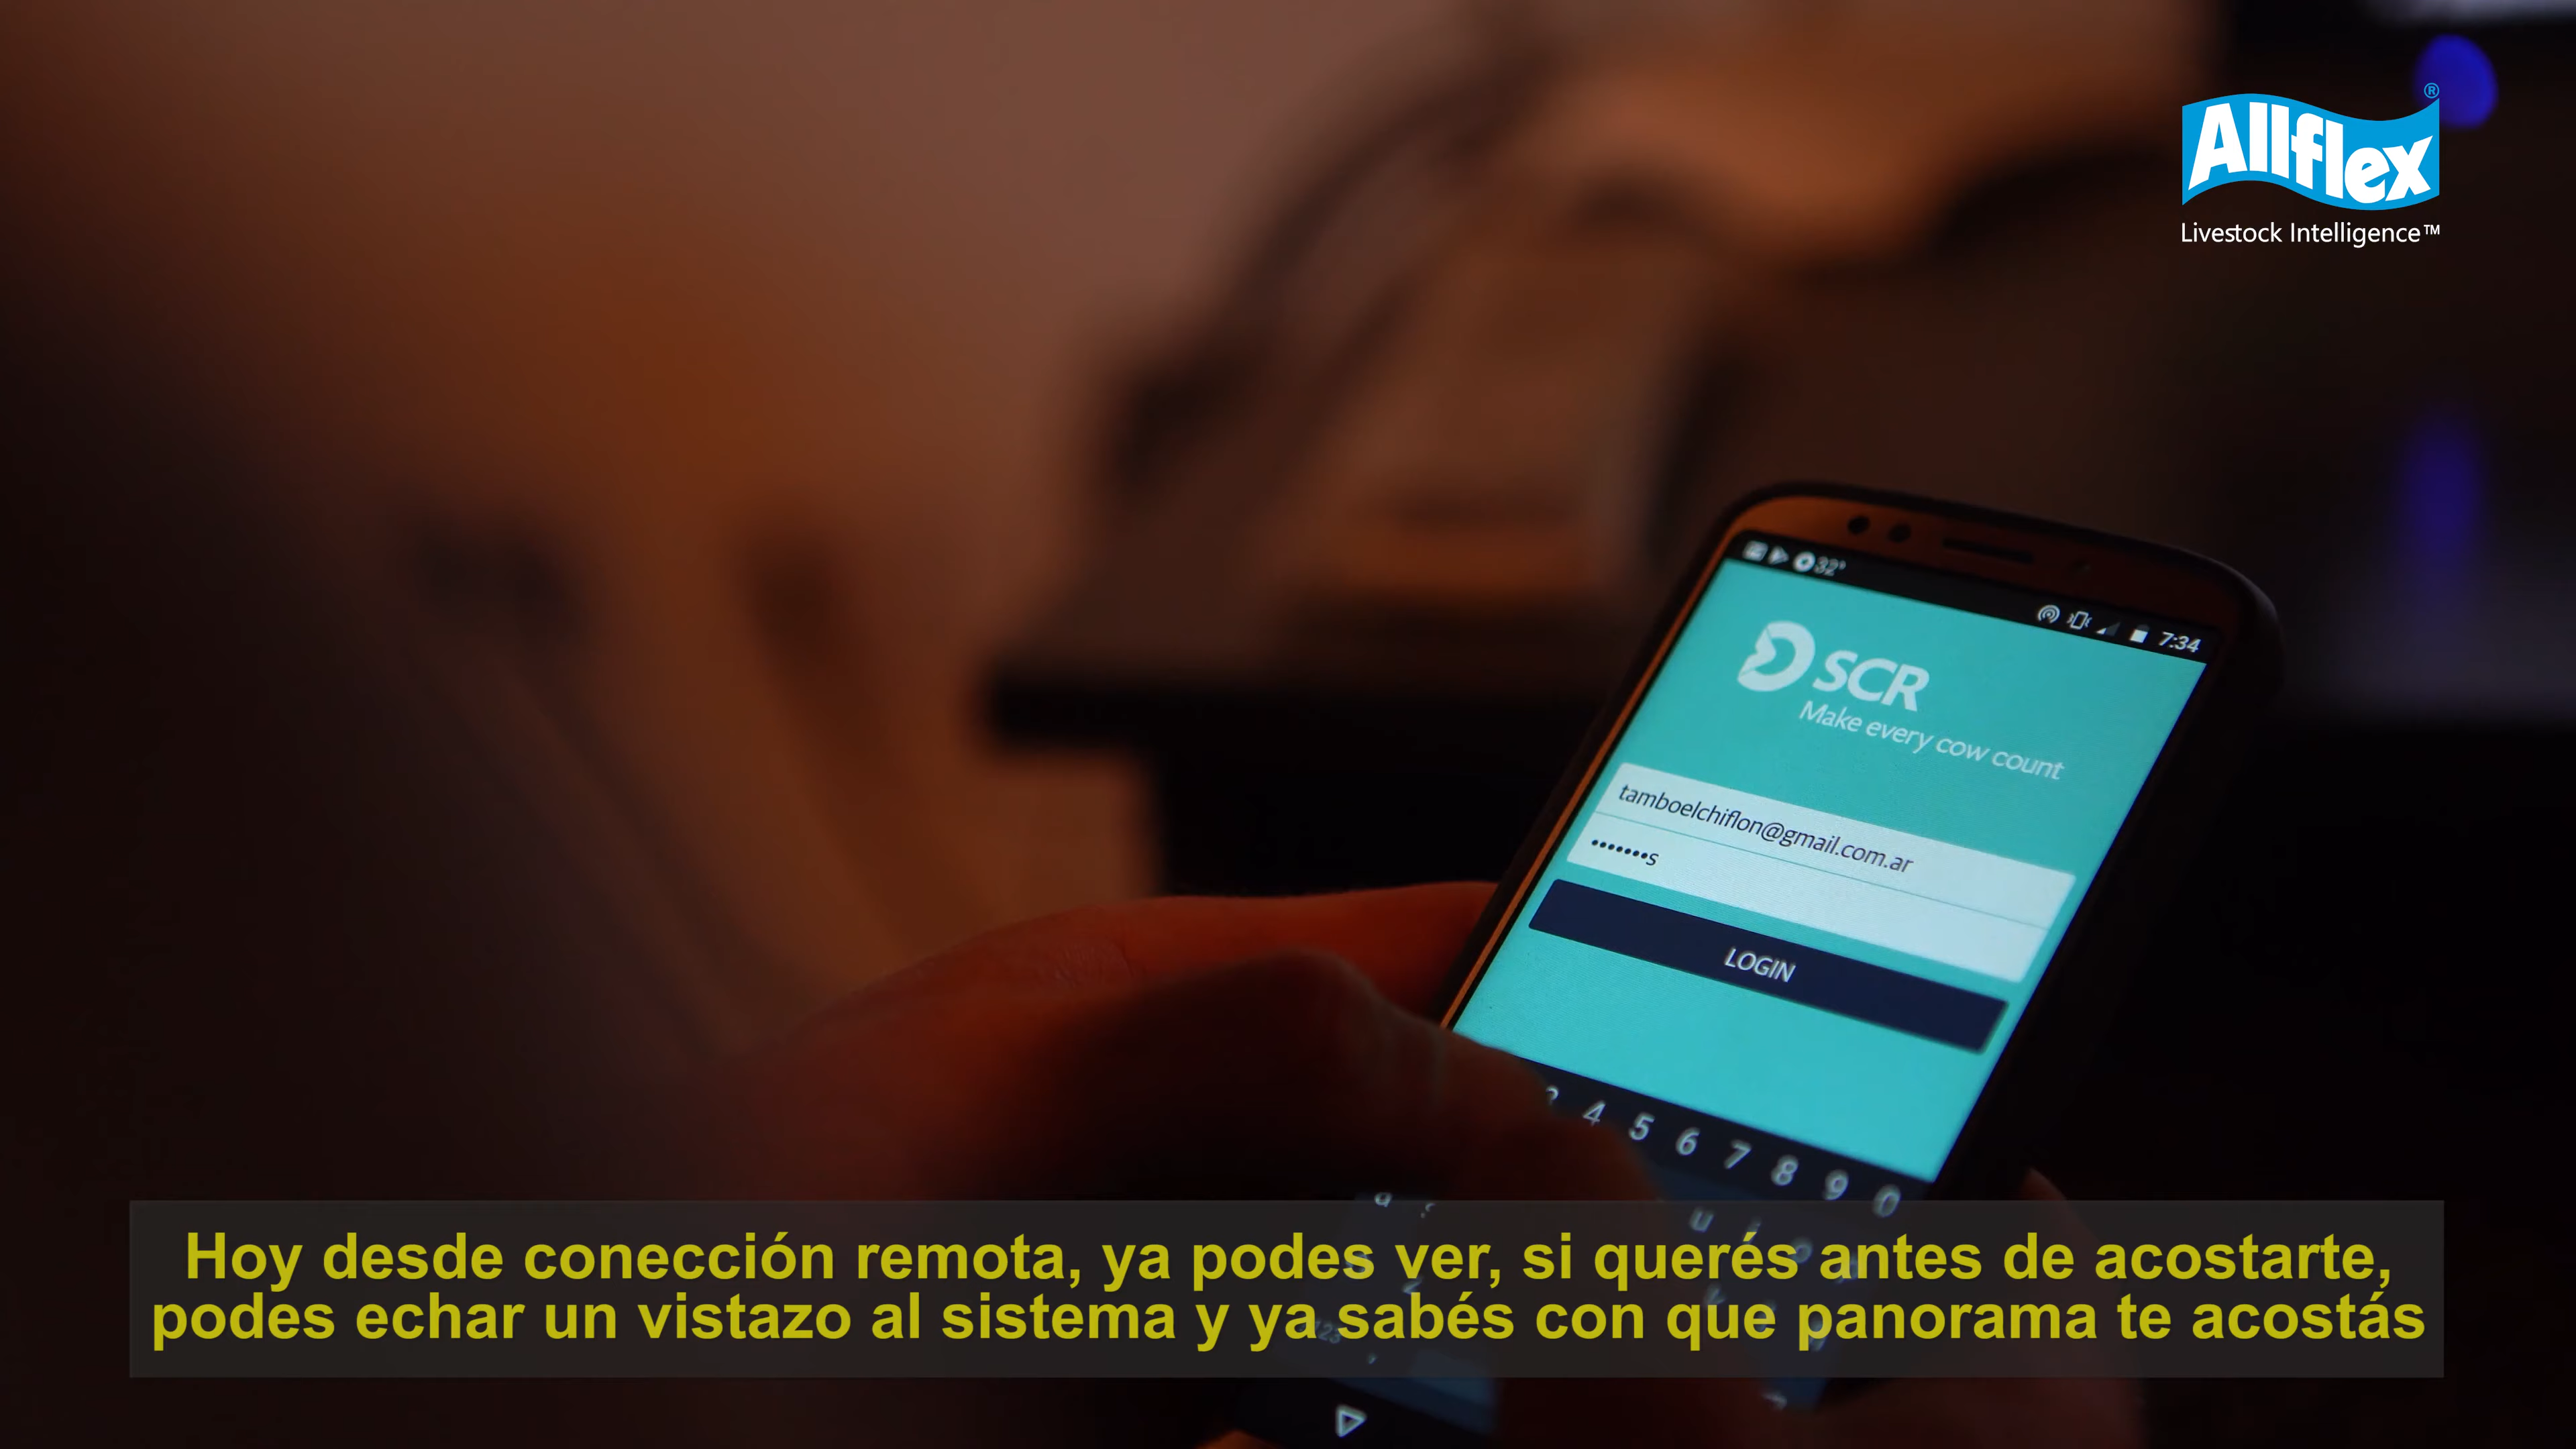 Allflex®
Livestock Intelligence™
32°
7:34
SCR
Make every cow count
tamboelchiflon@gmail.com.ar
•••••••s
LOGIN
4 5 6 7 8 9 0
u
Hoy desde conección remota, ya podes ver, si querés antes de acostarte,
podes echar un vistazo al sistema y ya sabés con que panorama te acostás